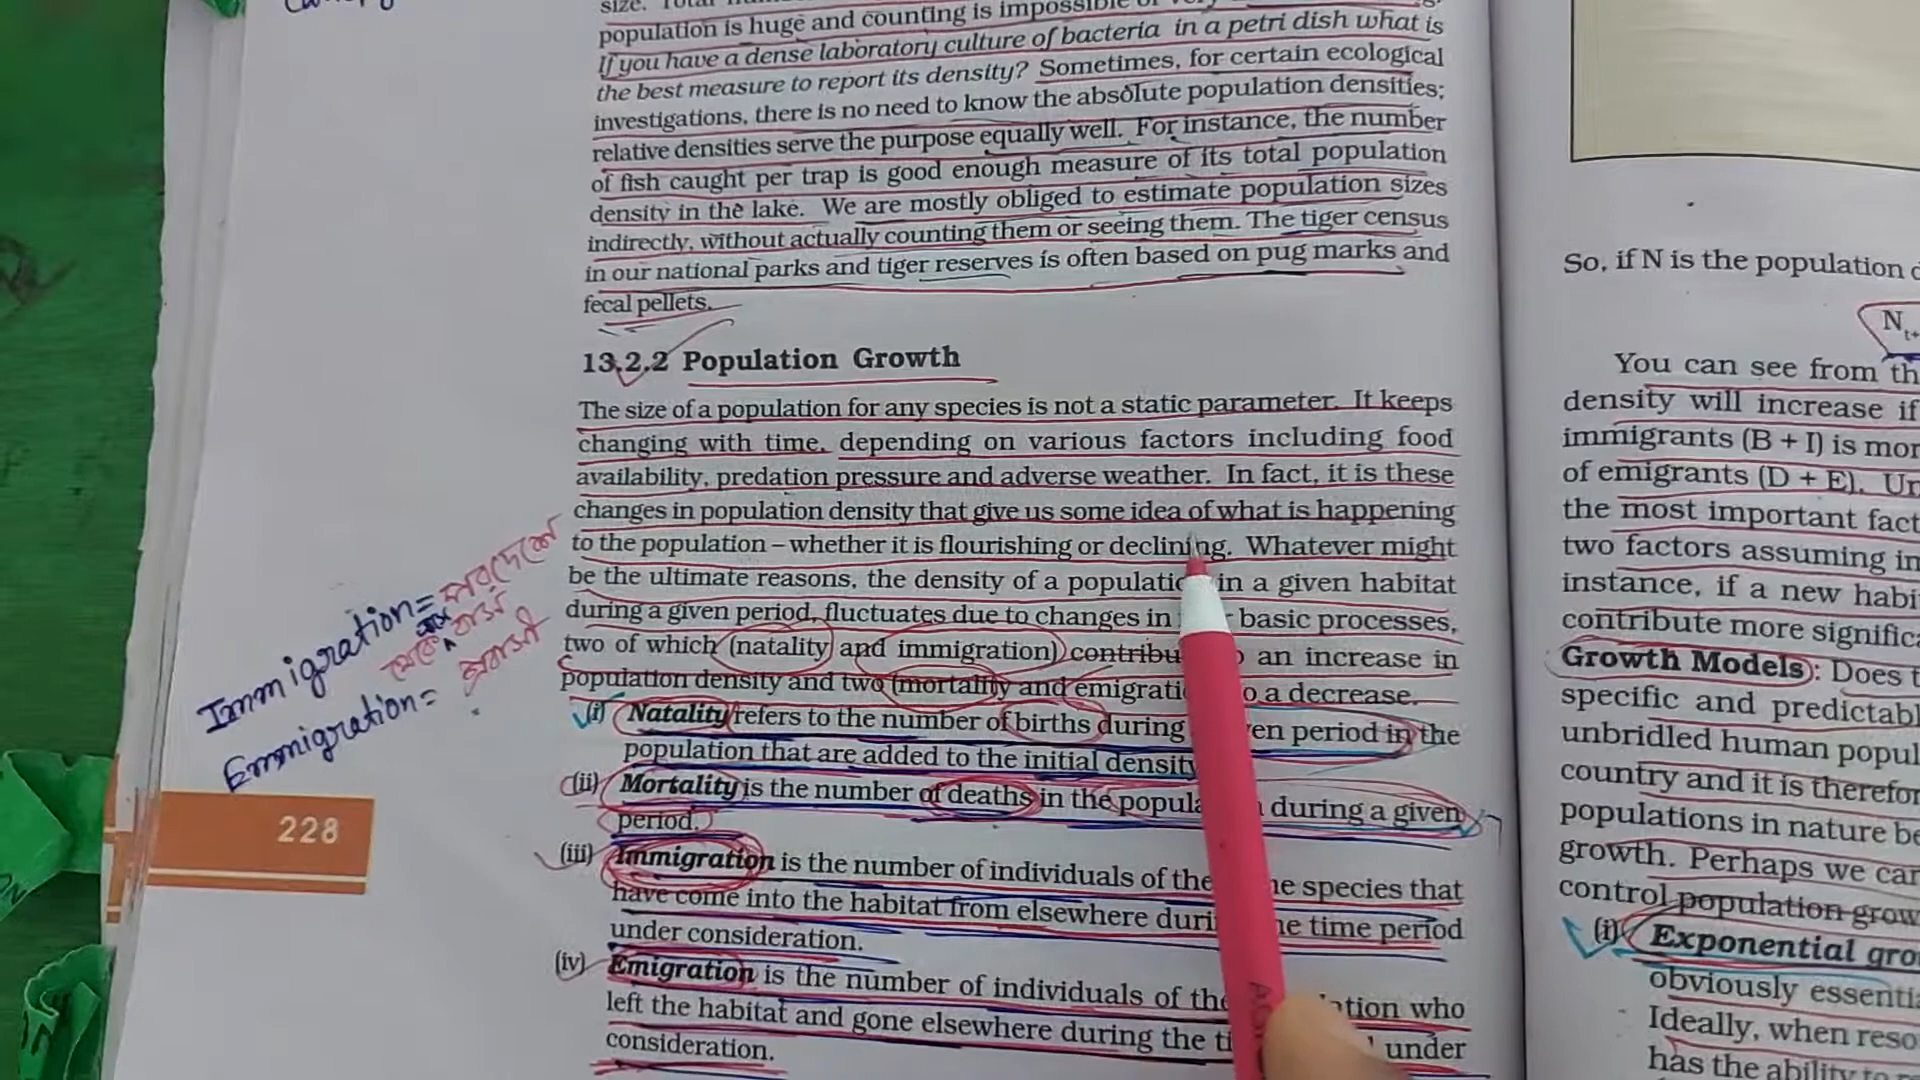 population is huge and counting is impossible or
If you have a dense laboratory culture of bacteria in a petri dish what is
the best measure to report its density? Sometimes, for certain ecological
investigations, there is no need to know the absolute population densities;
relative densities serve the purpose equally well. For instance, the number
of fish caught per trap is good enough measure of its total population
density in the lake. We are mostly obliged to estimate population sizes
indirectly, without actually counting them or seeing them. The tiger census
in our national parks and tiger reserves is often based on pug marks and
fecal pellets.
13.2.2 Population Growth
The size of a population for any species is not a static parameter. It keeps
changing with time, depending on various factors including food
availability, predation pressure and adverse weather. In fact, it is these
changes in population density that give us some idea of what is happening
to the population – whether it is flourishing or declining. Whatever might
be the ultimate reasons, the density of a populatio in a given habitat
during a given period, fluctuates due to changes in basic processes,
two of which (natality and immigration) contribu an increase in
population density and two (mortality and emigrati o a decrease.
(i) Natality refers to the number of births during en period in the
population that are added to the initial density
(ii) Mortality is the number of deaths in the popula during a given
period.
(iii) Immigration is the number of individuals of the e species that
have come into the habitat from elsewhere duri e time period
under consideration.
(iv) Emigration is the number of individuals of the ation who
left the habitat and gone elsewhere during the ti under
consideration.
Immigration =
Emmigration =
228
So, if N is the population d
N
You can see from th
density will increase if
immigrants (B + I) is mor
of emigrants (D + E). Un
the most important fact
two factors assuming im
instance, if a new habi
contribute more signific
Growth Models: Does t
specific and predictabl
unbridled human popul
country and it is therefor
populations in nature be
growth. Perhaps we car
control population grow
(i) Exponential gro
obviously essentia
Ideally, when reso
has the ability to r